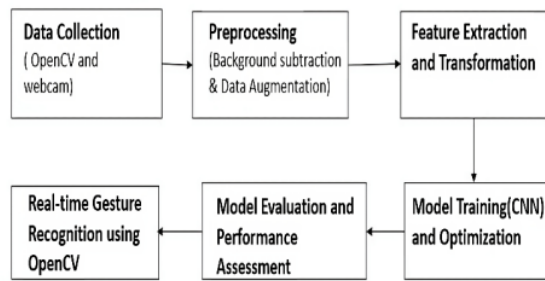 Data Collection
( OpenCV and
webcam)
Preprocessing
(Background subtraction
& Data Augmentation)
Feature Extraction
and Transformation
Model Training(CNN)
and Optimization
Model Evaluation and
Performance
Assessment
Real-time Gesture
Recognition using
OpenCV